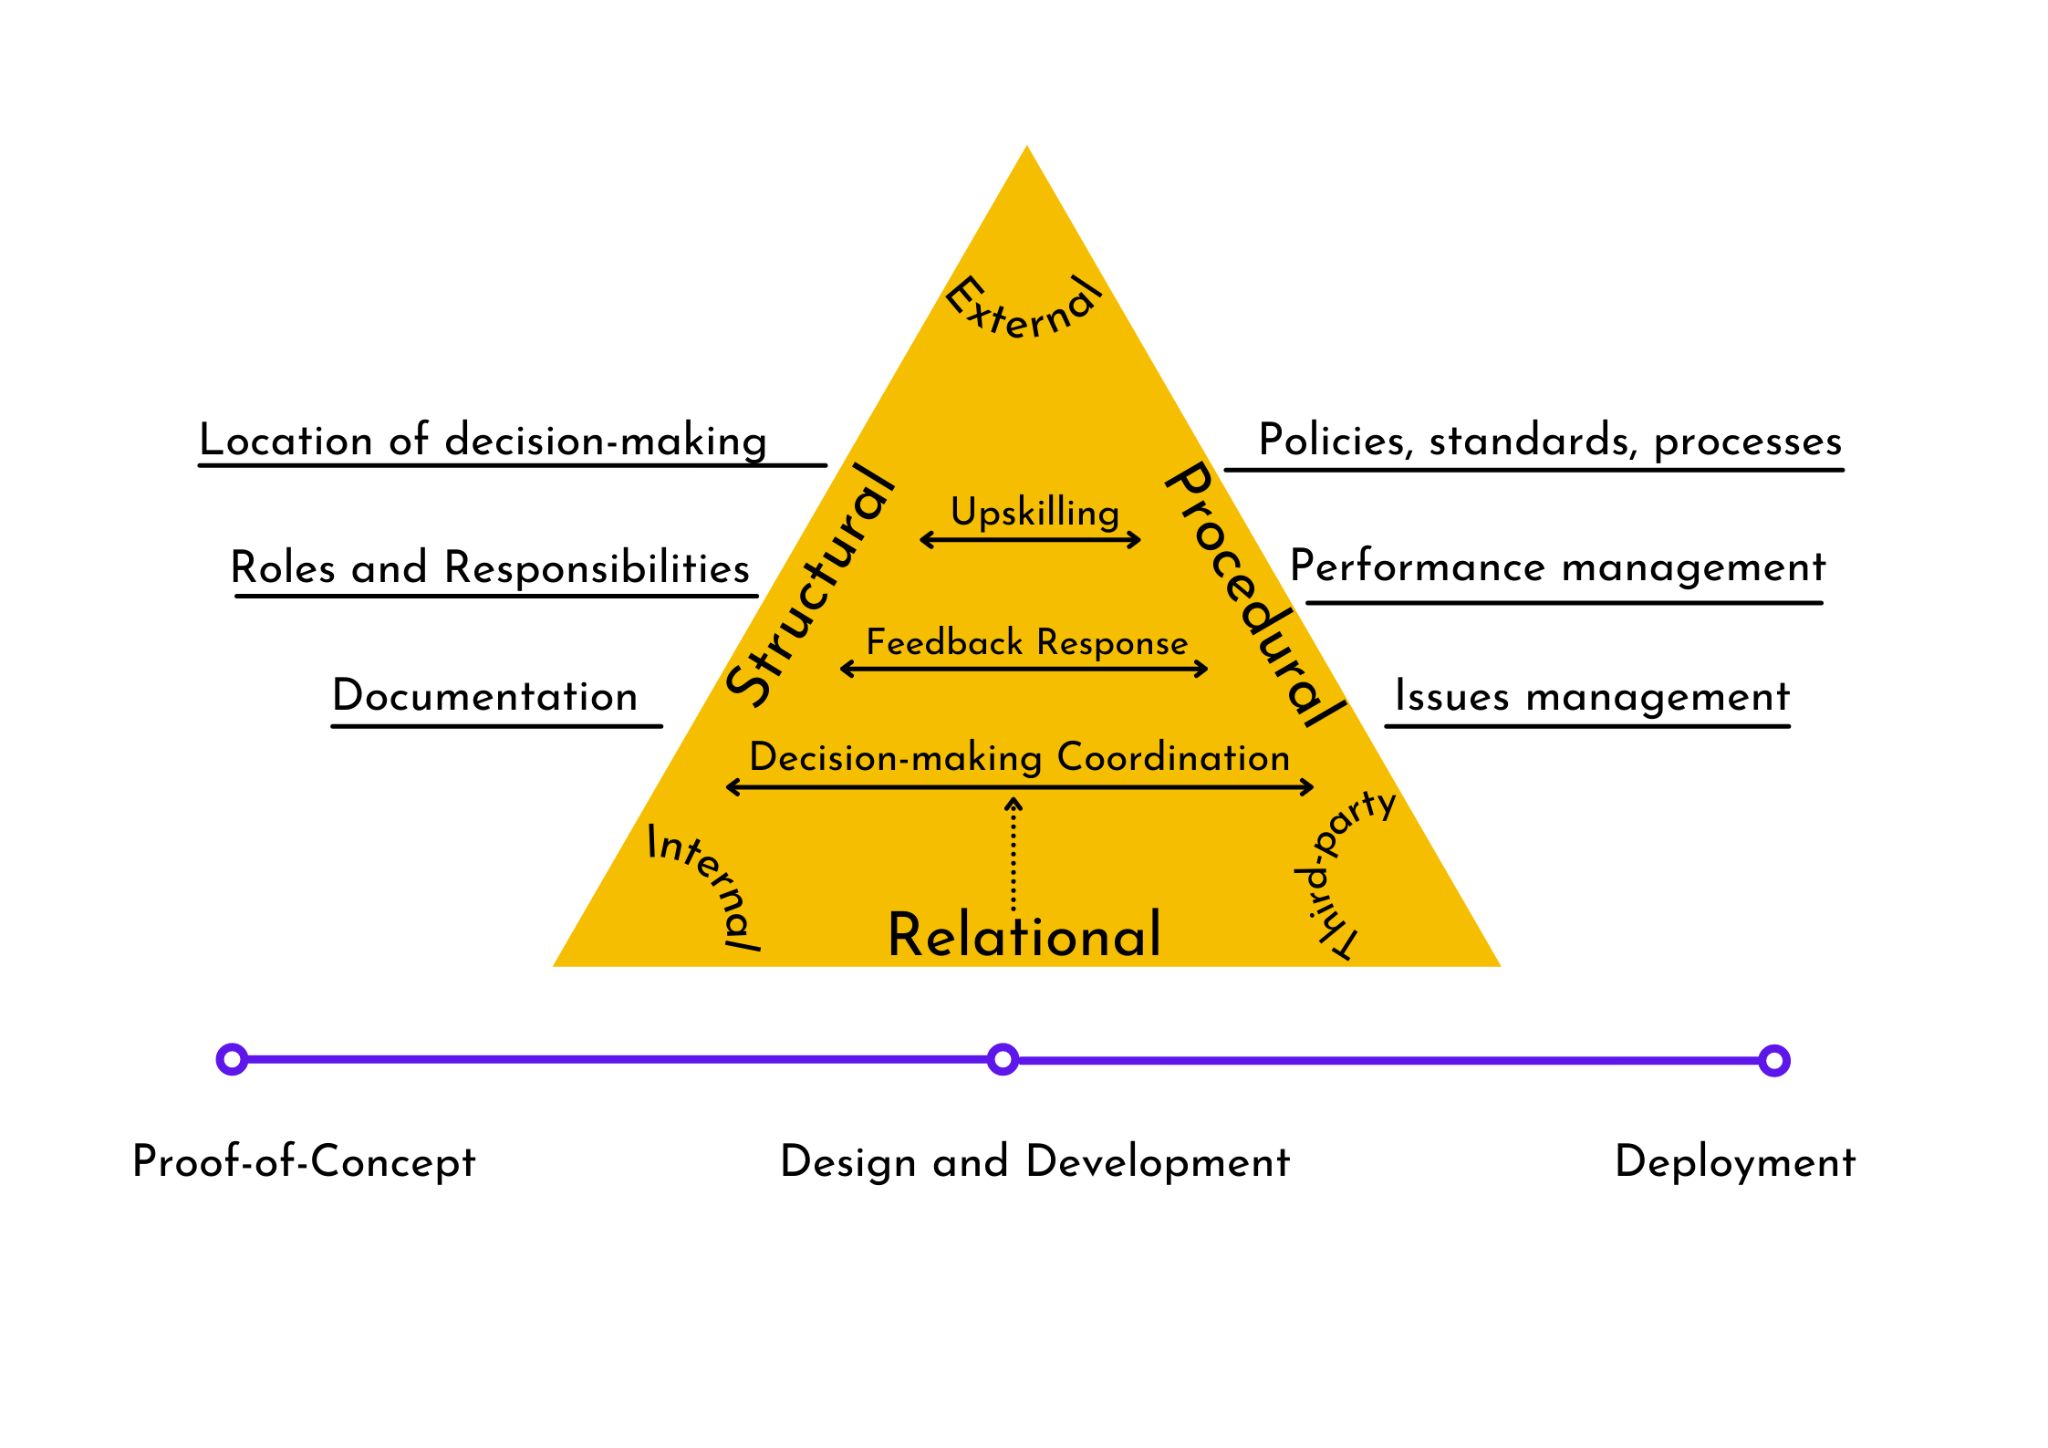 External
Location of decision-making
Policies, standards, processes
Structural
Procedural
Upskilling
Roles and Responsibilities
Performance management
Feedback Response
Documentation
Issues management
Decision-making Coordination
Internal
Third-party
Relational
Proof-of-Concept
Design and Development
Deployment